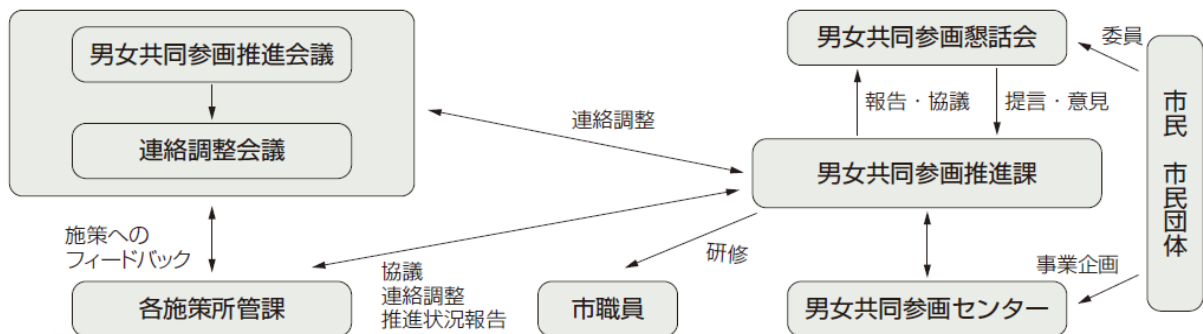 男女共同参画推進会議
連絡調整会議
施策への
フィードバック
各施策所管課
連絡調整
協議
連絡調整
推進状況報告
研修
市職員
男女共同参画懇話会
報告・協議
提言・意見
男女共同参画推進課
男女共同参画センター
委員
事業企画
市民 市民団体